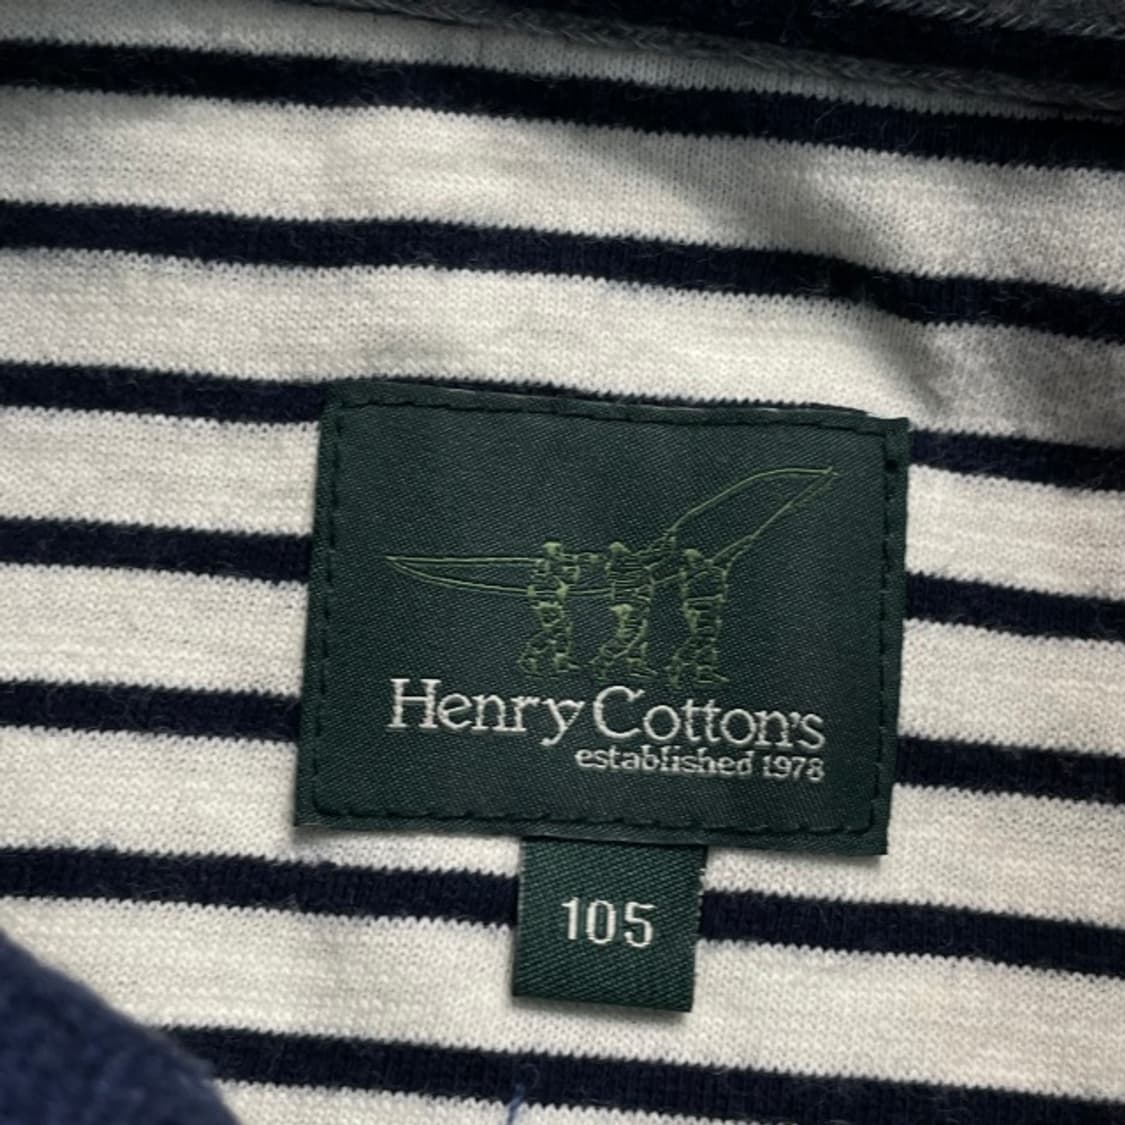 Henry Cotton's
established 1978
105